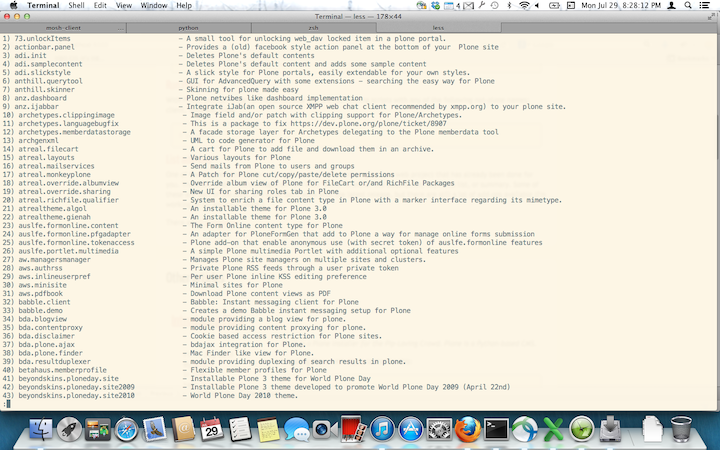 Terminal Shell Edit View Window Help
4 Mon Jul 29 8:28:12 PM
Terminal — less — 178×44
mosh-client ... python zsh less
1) 73.unlockItems - A small tool for unlocking web_dav locked item in a plone portal.
2) actionbar.panel - Provides a (old) facebook style action panel at the bottom of your Plone site
3) adi.init - Deletes Plone's default contents
4) adi.samplecontent - Deletes Plone's default content and adds some sample content
5) adi.slickstyle - A slick style for Plone portals, easily extendable for your own styles.
6) anthill.querytool - GUI for AdvancedQuery with some extensions - searching the easy way for Plone
7) anthill.skinner - Skinning for plone made easy
8) anz.dashboard - Plone netvibes like dashboard implementation
9) anz.ijabbar - Integrate iJab(an open source XMPP web chat client recommended by xmpp.org) to your plone site.
10) archetypes.clippingimage - Image field and/or patch with clipping support for Plone/Archetypes.
11) archetypes.languagebugfix - This is a package to fix https://dev.plone.org/plone/ticket/8907
12) archetypes.memberdatastorage - A facade storage layer for Archetypes delegating to the Plone memberdata tool
13) archgenxml - UML to code generator for Plone
14) atreal.filecart - A cart for Plone to add file and download them in an archive.
15) atreal.layouts - Various layouts for Plone
16) atreal.mailservices - Send mails from Plone to users and groups
17) atreal.monkeyplone - A Patch for Plone cut/copy/paste/delete permissions
18) atreal.override.albumview - Override album view of Plone for FileCart or/and RichFile Packages
19) atreal.override.sharing - New UI for sharing roles tab in Plone
20) atreal.richfile.qualifier - System to enrich a file content type in Plone with a marker interface regarding its mimetype.
21) atrealtheme.algol - An installable theme for Plone 3.0
22) atrealtheme.gienah - An installable theme for Plone 3.0
23) auslfe.formonline.content - The Form Online content type for Plone
24) auslfe.formonline.pfgadapter - An adapter for PloneFormGen that add to Plone a way for manage online forms submission
25) auslfe.formonline.tokenaccess - Plone add-on that enable anonymous use (with secret token) of auslfe.formonline features
26) auslfe.portlet.multimedia - A simple Plone multimedia Portlet with additional optional features
27) aw.managersmanager - Manages Plone site managers on multiple sites and clusters.
28) aws.authrss - Private Plone RSS feeds through a user private token
29) aws.inlineuserpref - Per user Plone inline KSS editing preference
30) aws.minisite - Minimal sites for Plone
31) aws.pdfbook - Download Plone content views as PDF
32) babble.client - Babble: Instant messaging client for Plone
33) babble.demo - Creates a demo Babble instant messaging setup for Plone
34) bda.blogview - module providing a blog view for plone.
35) bda.contentproxy - module providing content proxying for plone.
36) bda.disclaimer - Cookie based access restriction for Plone sites.
37) bda.plone.ajax - bdajax integration for Plone.
38) bda.plone.finder - Mac Finder like view for Plone.
39) bda.resultduplexer - module providing duplexing of search results in plone.
40) betahaus.memberprofile - Flexible member profiles for Plone
41) beyondskins.ploneday.site - Installable Plone 3 theme for World Plone Day
42) beyondskins.ploneday.site2009 - Installable Plone 3 theme developed to promote World Plone Day 2009 (April 22nd)
43) beyondskins.ploneday.site2010 - World Plone Day 2010 theme.
:
29